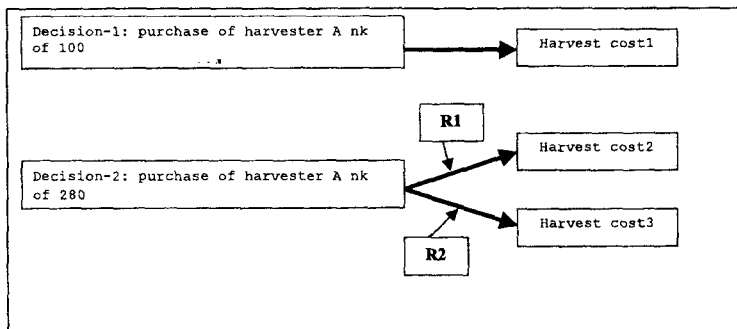 Decision-1: purchase of harvester A nk
of 100
Harvest cost1
R1
Harvest cost2
Decision-2: purchase of harvester A nk
of 280
Harvest cost3
R2